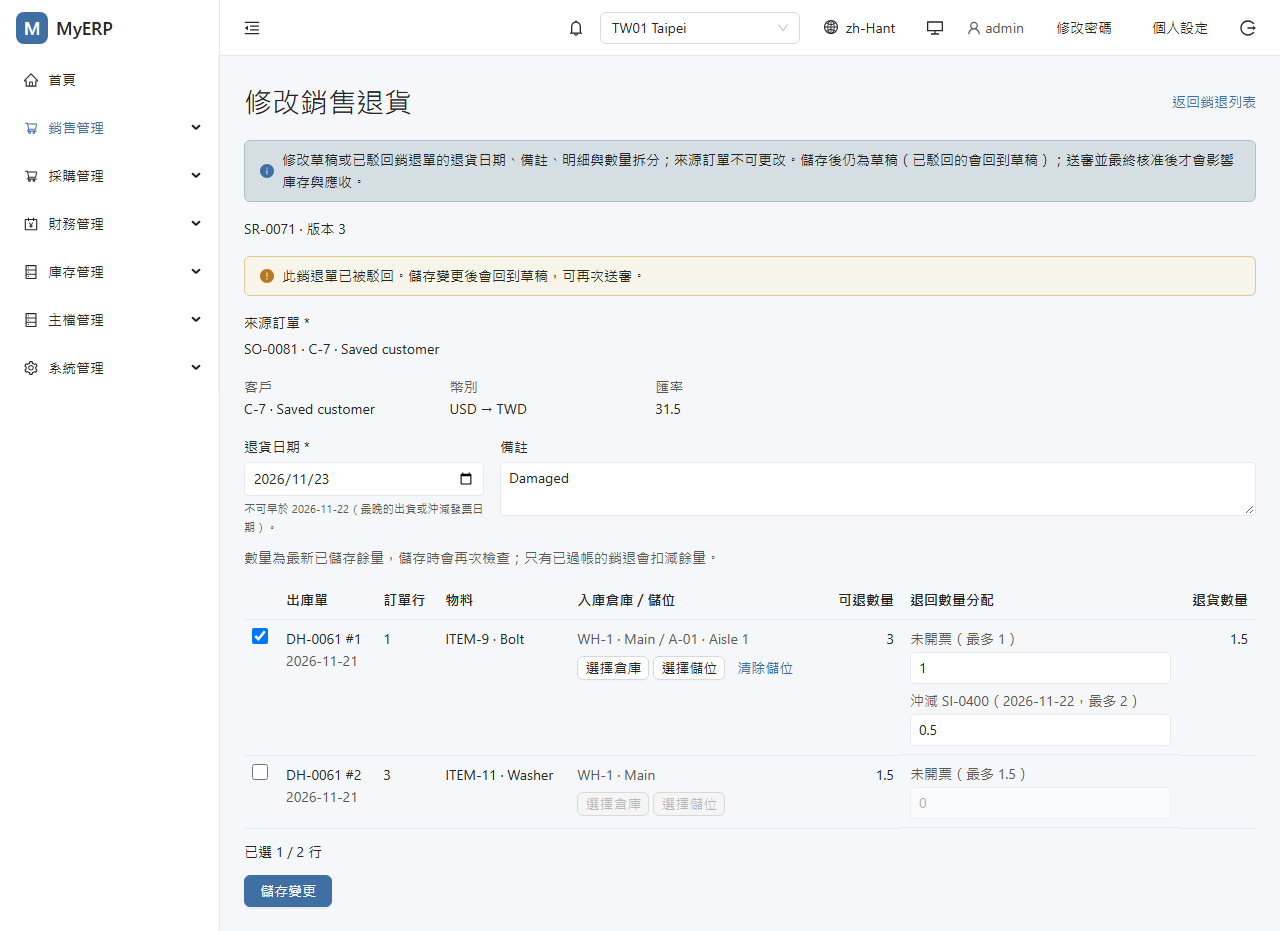 M MyERP
TW01 Taipei
zh-Hant
admin
修改密碼
個人設定
首頁
銷售管理
採購管理
財務管理
庫存管理
主檔管理
系統管理
修改銷售退貨
返回銷退列表
修改草稿或已駁回銷退單的退貨日期、備註、明細與數量拆分；來源訂單不可更改。儲存後仍為草稿（已駁回的會回到草稿）；送審並最終核准後才會影響
庫存與應收。
SR-0071 · 版本 3
此銷退單已被駁回。儲存變更後會回到草稿，可再次送審。
來源訂單 *
SO-0081 · C-7 · Saved customer
客戶 幣別 匯率
C-7 · Saved customer USD → TWD 31.5
退貨日期 * 備註
2026/11/23 Damaged
不可早於 2026-11-22（最晚的出貨或沖減發票日
期）。
數量為最新已儲存餘量，儲存時會再次檢查；只有已過帳的銷退會扣減餘量。
出庫單 訂單行 物料 入庫倉庫 / 儲位 可退數量 退回數量分配 退貨數量
DH-0061 #1 1 ITEM-9 · Bolt WH-1 · Main / A-01 · Aisle 1 3 未開票（最多 1） 1.5
2026-11-21 選擇倉庫 選擇儲位 清除儲位 1
沖減 SI-0400（2026-11-22，最多 2）
0.5
DH-0061 #2 3 ITEM-11 · Washer WH-1 · Main 1.5 未開票（最多 1.5）
2026-11-21 選擇倉庫 選擇儲位 0
已選 1 / 2 行
儲存變更